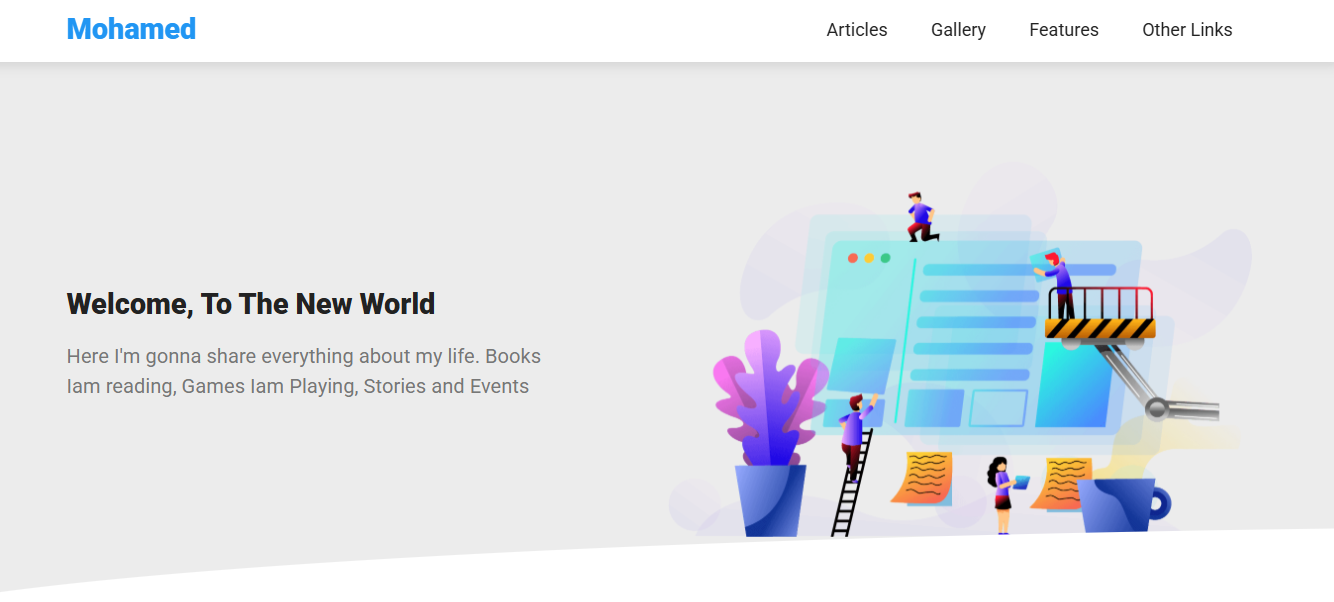 Mohamed
Articles Gallery Features Other Links
Welcome, To The New World
Here I'm gonna share everything about my life. Books
Iam reading, Games Iam Playing, Stories and Events